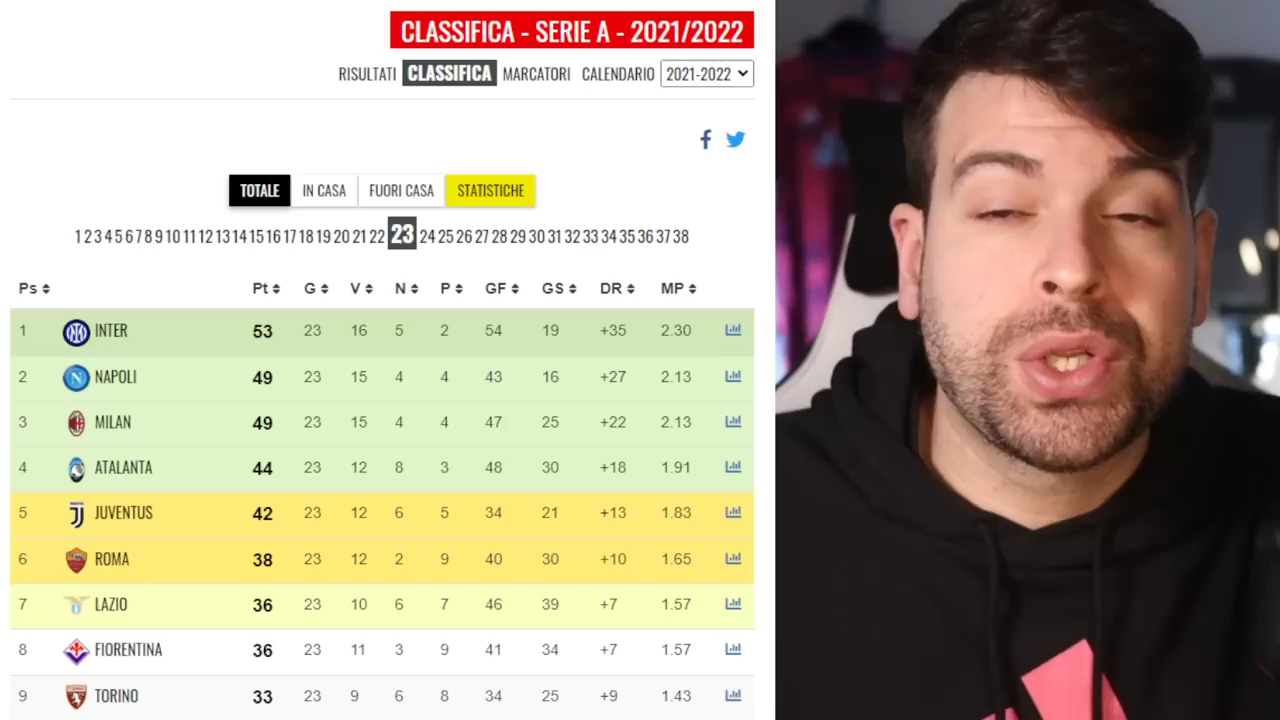 CLASSIFICA - SERIE A - 2021/2022
RISULTATI CLASSIFICA MARCATORI CALENDARIO 2021-2022
TOTALE IN CASA FUORI CASA STATISTICHE
1 2 3 4 5 6 7 8 9 10 11 12 13 14 15 16 17 18 19 20 21 22 23 24 25 26 27 28 29 30 31 32 33 34 35 36 37 38
Ps Pt G V N P GF GS DR MP
1 INTER 53 23 16 5 2 54 19 +35 2.30
2 N NAPOLI 49 23 15 4 4 43 16 +27 2.13
3 MILAN 49 23 15 4 4 47 25 +22 2.13
4 ATALANTA 44 23 12 8 3 48 30 +18 1.91
5 JUVENTUS 42 23 12 6 5 34 21 +13 1.83
6 ROMA 38 23 12 2 9 40 30 +10 1.65
7 LAZIO 36 23 10 6 7 46 39 +7 1.57
8 FIORENTINA 36 23 11 3 9 41 34 +7 1.57
9 TORINO 33 23 9 6 8 34 25 +9 1.43